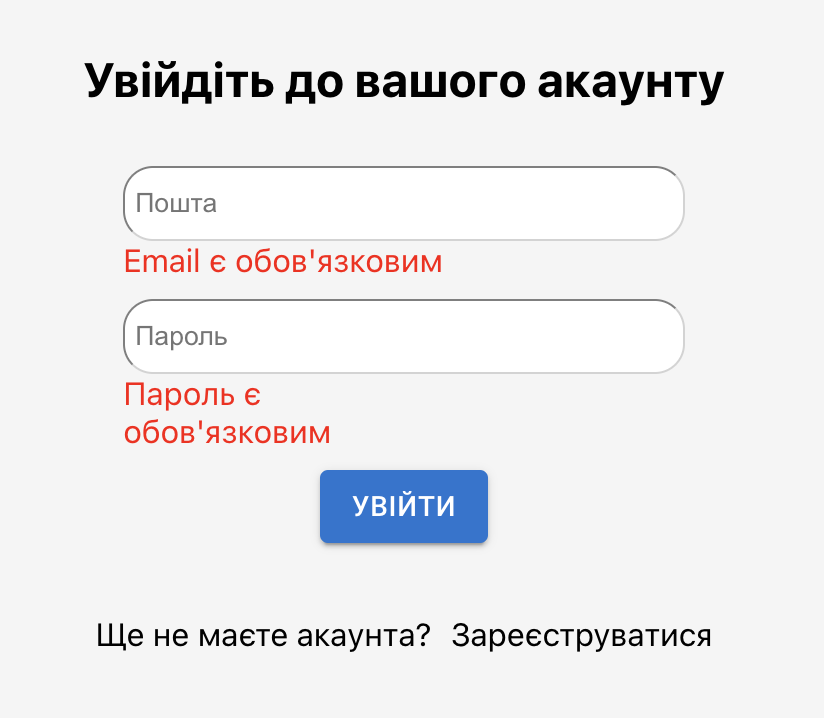 Увійдіть до вашого акаунту
Пошта
Email є обов'язковим
Пароль
Пароль є
обов'язковим
УВІЙТИ
Ще не маєте акаунта? Зареєструватися